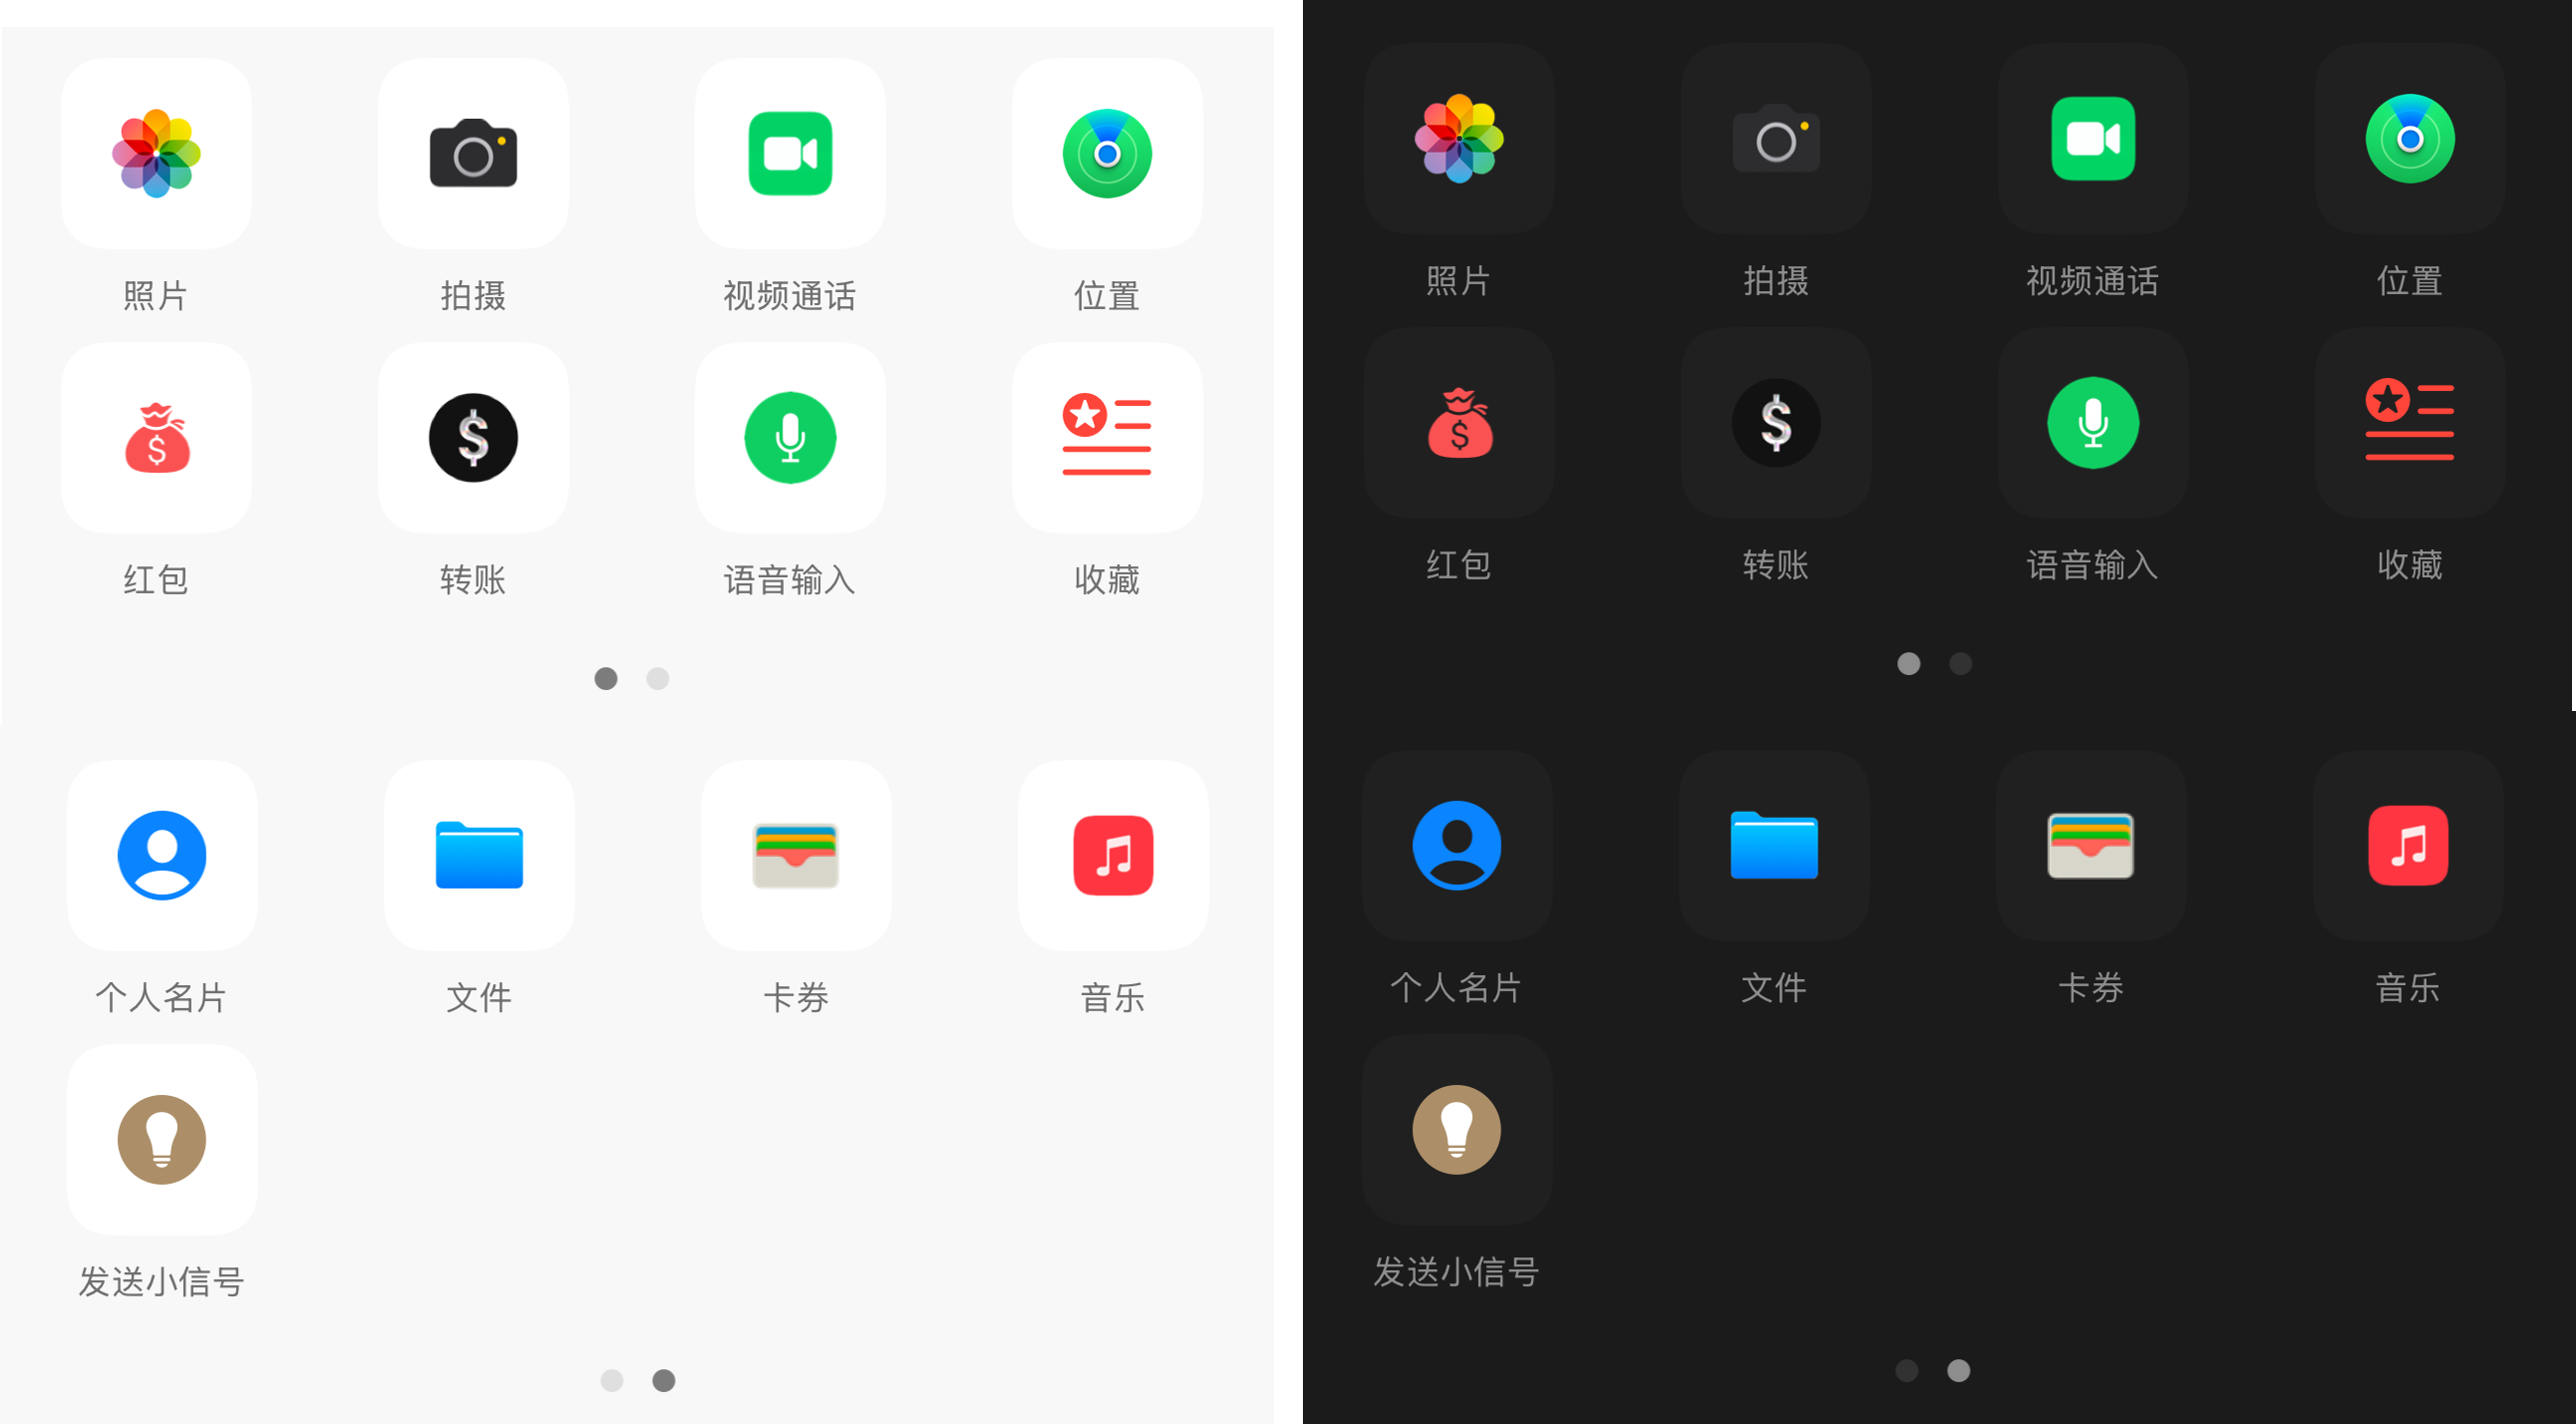 照片 拍摄 视频通话 位置
红包 转账 语音输入 收藏
个人名片 文件 卡券 音乐
发送小信号
照片 拍摄 视频通话 位置
红包 转账 语音输入 收藏
个人名片 文件 卡券 音乐
发送小信号